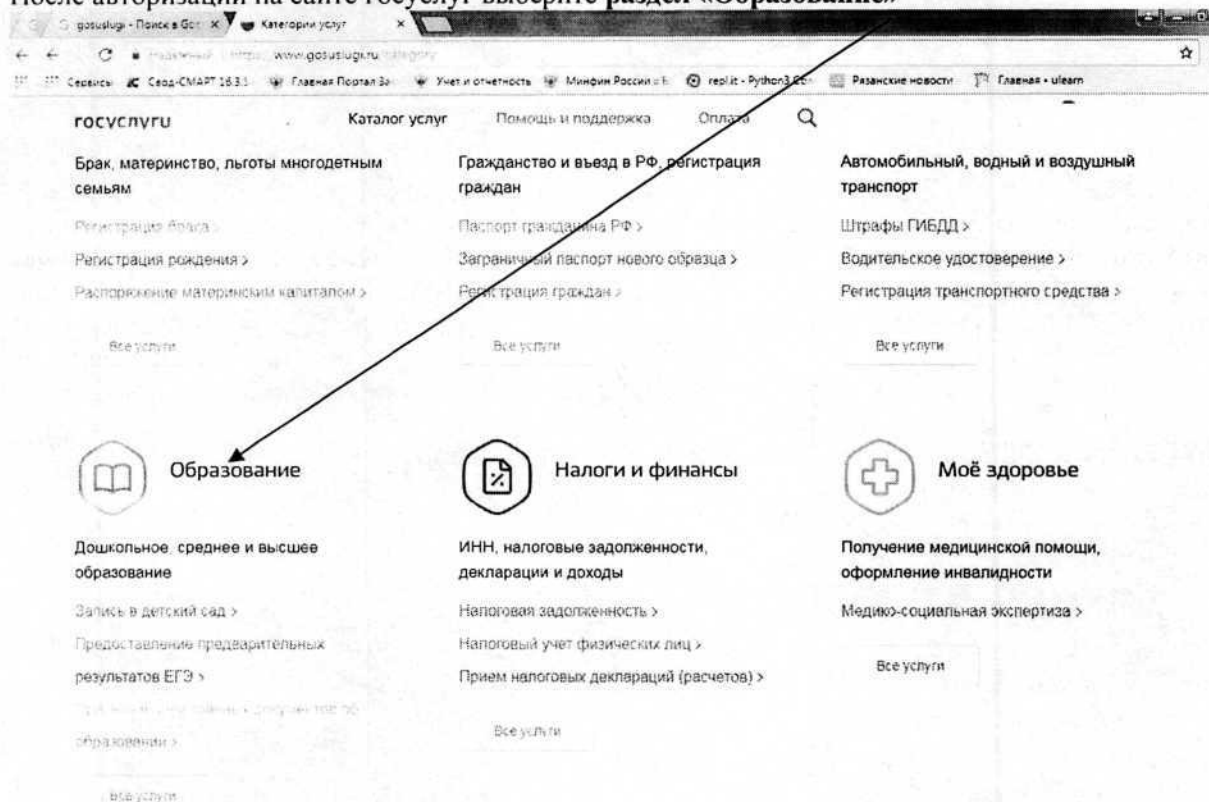 После авторизации на сайте госуслуг выберите раздел «Образование»
gosuslugi - Поиск в Goo
Категории услуг
www.gosuslugi.ru/category
Сервисы Свод-СМАРТ 16.3.1 Главная Портал За Учет и отчетность Минфин России repl.it - Python3 Рязанские новости Главная • ulearn
госуслуги Каталог услуг Помощь и поддержка Оплата
Брак, материнство, льготы многодетным
семьям
Регистрация брака >
Регистрация рождения >
Распоряжение материнским капиталом >
Все услуги
Гражданство и въезд в РФ, регистрация
граждан
Паспорт гражданина РФ >
Заграничный паспорт нового образца >
Регистрация граждан >
Все услуги
Автомобильный, водный и воздушный
транспорт
Штрафы ГИБДД >
Водительское удостоверение >
Регистрация транспортного средства >
Все услуги
Образование
Дошкольное, среднее и высшее
образование
Запись в детский сад >
Предоставление предварительных
результатов ЕГЭ >
образовании >
Все услуги
Налоги и финансы
ИНН, налоговые задолженности,
декларации и доходы
Налоговая задолженность >
Налоговый учет физических лиц >
Прием налоговых деклараций (расчетов) >
Все услуги
Моё здоровье
Получение медицинской помощи,
оформление инвалидности
Медико-социальная экспертиза >
Все услуги